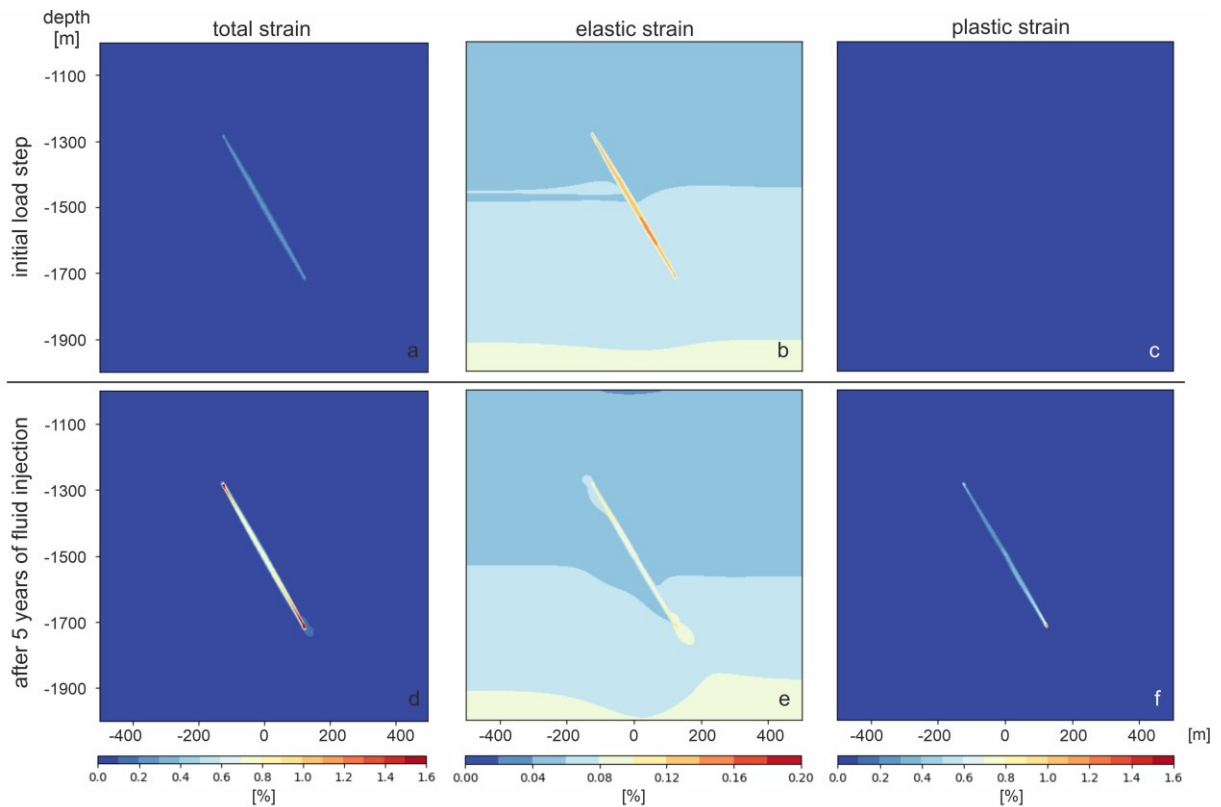 depth
[m]
total strain
elastic strain
plastic strain
initial load step
-1100
-1300
-1500
-1700
-1900
a
b
c
after 5 years of fluid injection
-1100
-1300
-1500
-1700
-1900
d
e
f
-400 -200 0 200 400
-400 -200 0 200 400
-400 -200 0 200 400
[m]
0.0 0.2 0.4 0.6 0.8 1.0 1.2 1.4 1.6
[%]
0.00 0.04 0.08 0.12 0.16 0.20
[%]
0.0 0.2 0.4 0.6 0.8 1.0 1.2 1.4 1.6
[%]